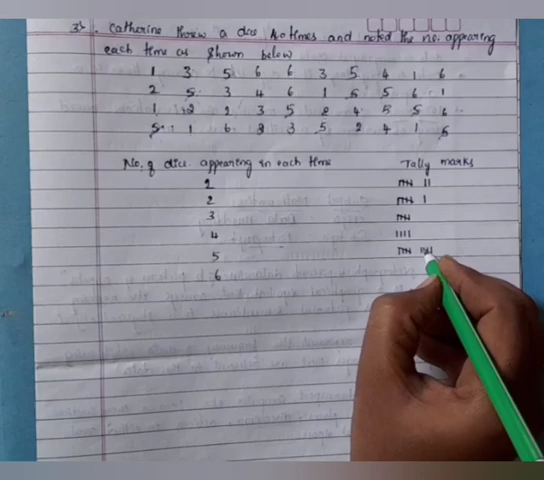 3). Catherine threw a dice 40 times and noted the no. appearing
each time as shown below
1 3 5 6 6 3 5 4 1 6
2 5 3 4 6 1 5 5 6 1
1 2 2 3 5 2 4 5 5 6
5 1 6 3 3 5 2 4 1 5
No. of dice appearing in each time Tally marks
1 |||| ||
2 |||| |
3 ||||
4 ||||
5 ||||
6